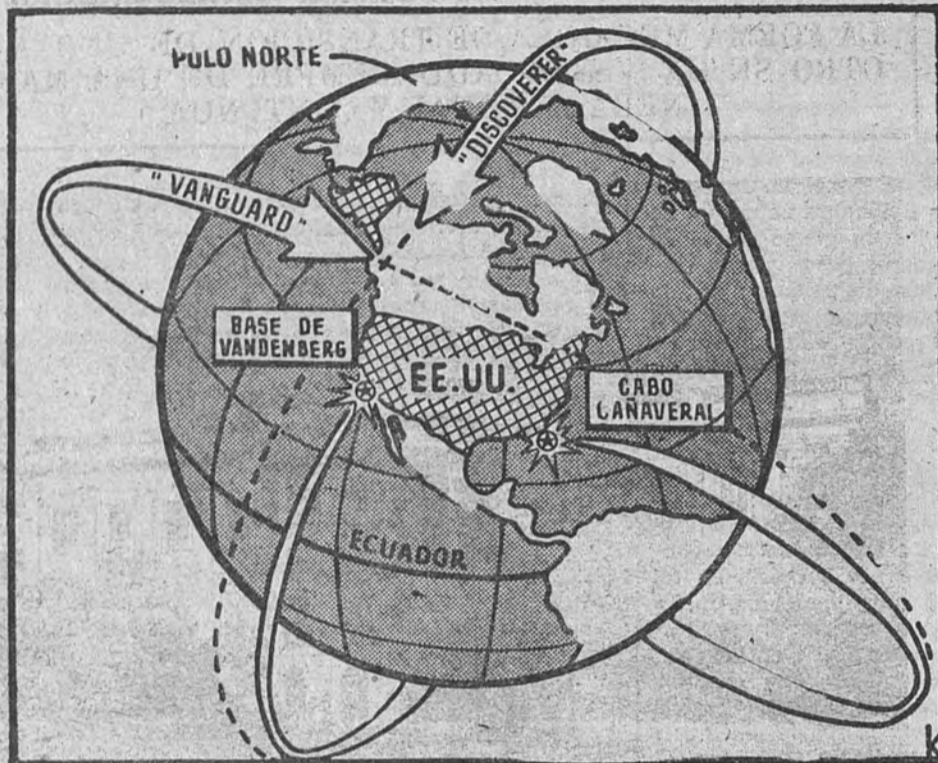 POLO NORTE
"DISCOVERER"
"VANGUARD"
BASE DE
VANDENBERG
EE.UU.
CABO
CAÑAVERAL
ECUADOR
K